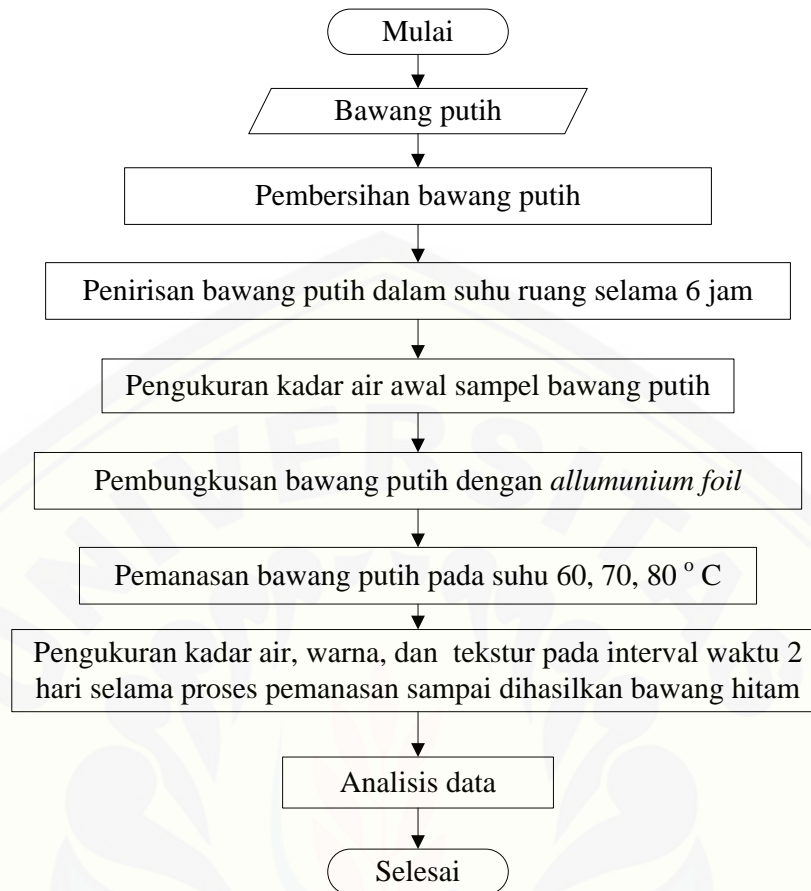 Mulai
Bawang putih
Pembersihan bawang putih
Penirisan bawang putih dalam suhu ruang selama 6 jam
Pengukuran kadar air awal sampel bawang putih
Pembungkusan bawang putih dengan allumunium foil
Pemanasan bawang putih pada suhu 60, 70, 80 ° C
Pengukuran kadar air, warna, dan tekstur pada interval waktu 2
hari selama proses pemanasan sampai dihasilkan bawang hitam
Analisis data
Selesai
UNIVERSITAS